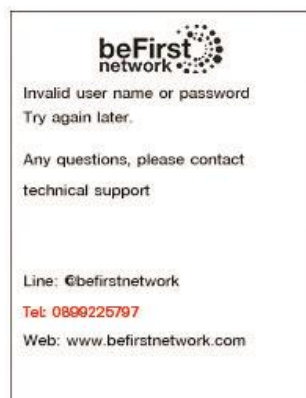 beFirst
network
Invalid user name or password
Try again later.
Any questions, please contact
technical support
Line: @befirstnetwork
Tel: 0899225797
Web: www.befirstnetwork.com